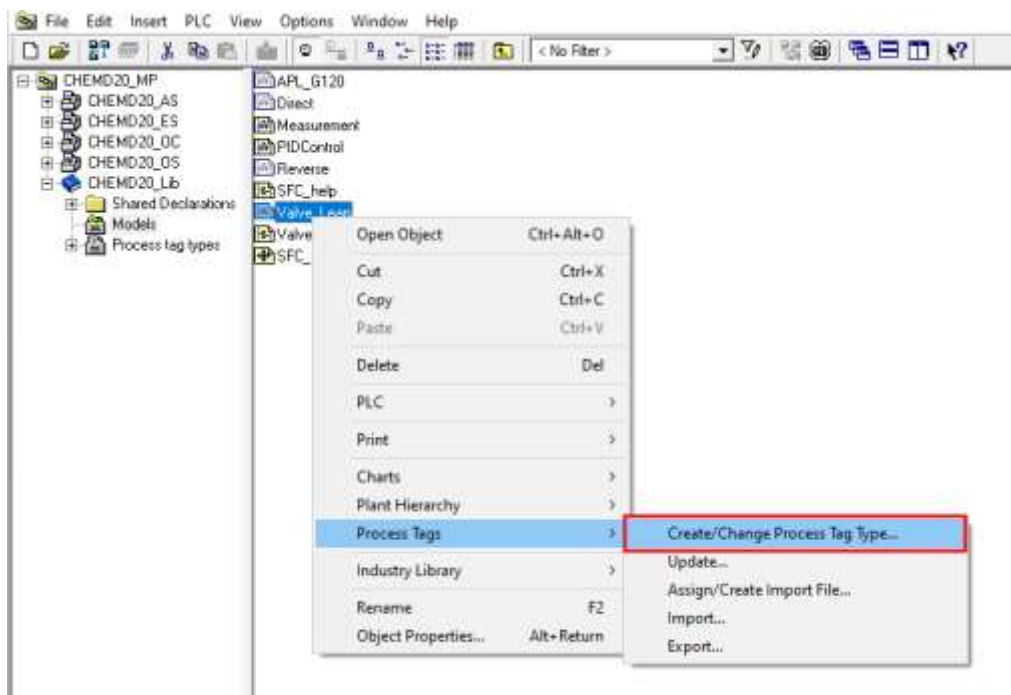 File Edit Insert PLC View Options Window Help
< No Filter >
CHEMD20_MP
CHEMD20_AS
CHEMD20_ES
CHEMD20_OC
CHEMD20_OS
CHEMD20_Lib
Shared Declarations
Models
Process tag types
APL_G120
Direct
Measurement
PIDControl
Reverse
SFC_help
Valve_Lean
Valve
SFC_
Open Object Ctrl+Alt+O
Cut Ctrl+X
Copy Ctrl+C
Paste Ctrl+V
Delete Del
PLC
Print
Charts
Plant Hierarchy
Process Tags
Industry Library
Rename F2
Object Properties... Alt+Return
Create/Change Process Tag Type...
Update...
Assign/Create Import File...
Import...
Export...